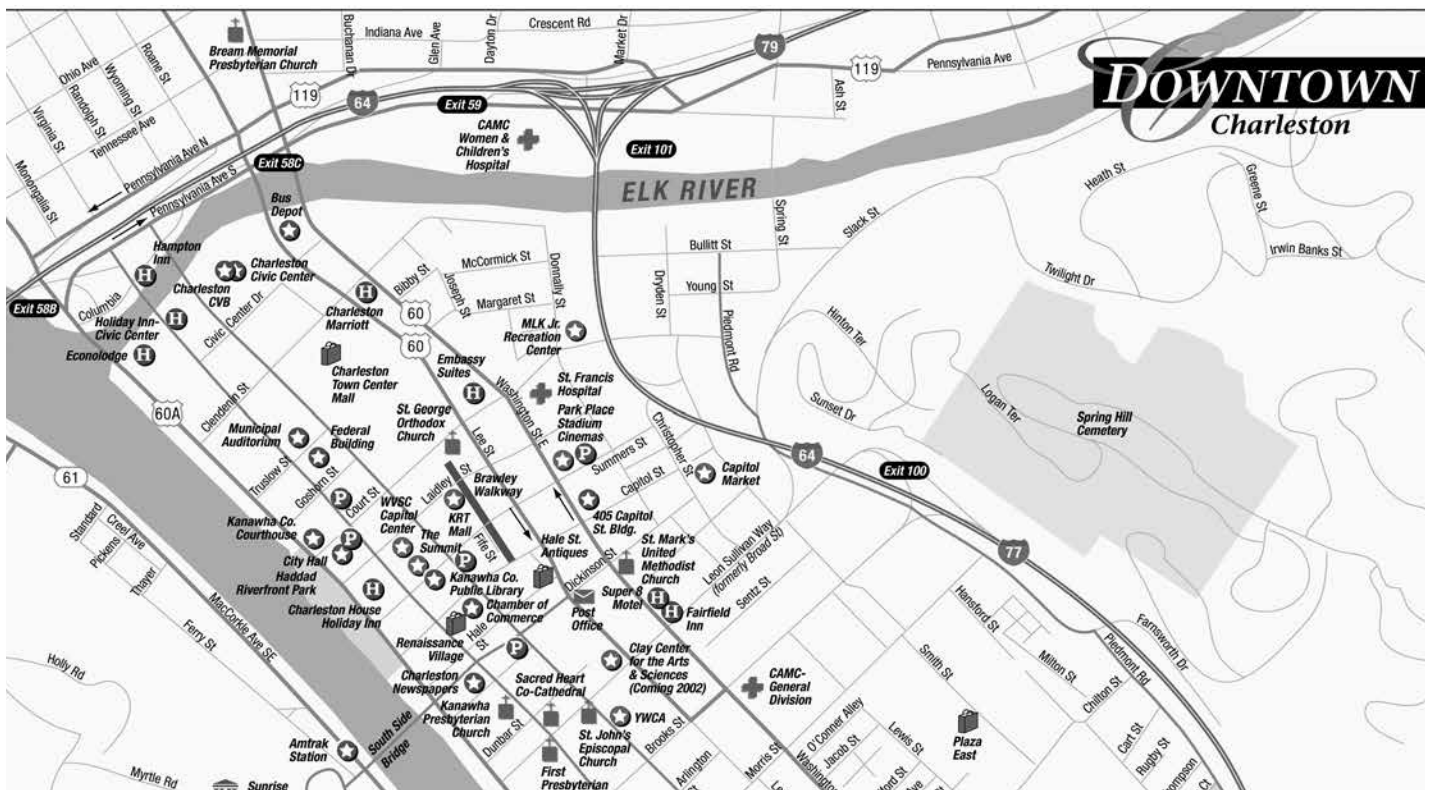 DOWNTOWN
Charleston
Bream Memorial
Presbyterian Church
Buchanan Dr
Indiana Ave
Glen Ave
Dayton Dr
Crescent Rd
Market Dr
79
119
Pennsylvania Ave
Ash St
Roane St
Ohio Ave
Wyoming St
Randolph St
Virginia St
Tennessee Ave
Monongalia St
Pennsylvania Ave N
Pennsylvania Ave S
119
64
Exit 59
Exit 58C
CAMC
Women &
Children's
Hospital
Exit 101
ELK RIVER
Bus
Depot
Hampton
Inn
H
Charleston
Civic Center
Charleston
CVB
Columbia
Exit 58B
Holiday Inn-
Civic Center
H
Econolodge
H
Civic Center Dr
Charleston
Marriott
H
Bibby St
Joseph St
McCormick St
Margaret St
Donnally St
60
60
MLK Jr.
Recreation
Center
Bullitt St
Dryden St
Young St
Piedmont Rd
Spring St
Slack St
Heath St
Greene St
Irwin Banks St
Twilight Dr
Hinton Ter
Sunset Dr
Logan Ter
Spring Hill
Cemetery
Charleston
Town Center
Mall
Embassy
Suites
H
Washington St E
St. Francis
Hospital
Park Place
Stadium
Cinemas
P
St. George
Orthodox
Church
Lee St
Christopher St
Summers St
Capitol St
Capitol
Market
64
Exit 100
60A
Clendenin St
Municipal
Auditorium
Federal
Building
Truslow St
Goshorn St
P
Court St
61
Laidley St
Brawley
Walkway
KRT
Mall
WVSC
Capitol
Center
The
Summit
Fife St
P
405 Capitol
St. Bldg.
Hale St.
Antiques
Dickinson St
St. Mark's
United
Methodist
Church
Leon Sullivan Way
(formerly Broad St)
Sentz St
77
Standard
Creel Ave
Pickens
Thayer
Kanawha Co.
Courthouse
P
City Hall
Haddad
Riverfront Park
Kanawha Co.
Public Library
Charleston House
Holiday Inn
H
Chamber of
Commerce
Post
Office
Super 8
Motel
H
H
Fairfield
Inn
MacCorkle Ave SE
Ferry St
Holly Rd
Renaissance
Village
Hale St
P
Clay Center
for the Arts
& Sciences
(Coming 2002)
Charleston
Newspapers
Sacred Heart
Co-Cathedral
Kanawha
Presbyterian
Church
Dunbar St
St. John's
Episcopal
Church
YWCA
CAMC-
General
Division
Brooks St
Hansford St
Smith St
Milton St
Chilton St
Piedmont Rd
Farnsworth Dr
Cart St
Rugby St
O'Conner Alley
Jacob St
Lewis St
Plaza
East
Amtrak
Station
South Side
Bridge
Myrtle Rd
Sunrise
First
Presbyterian
Arlington
Morris St
Washington
Ct